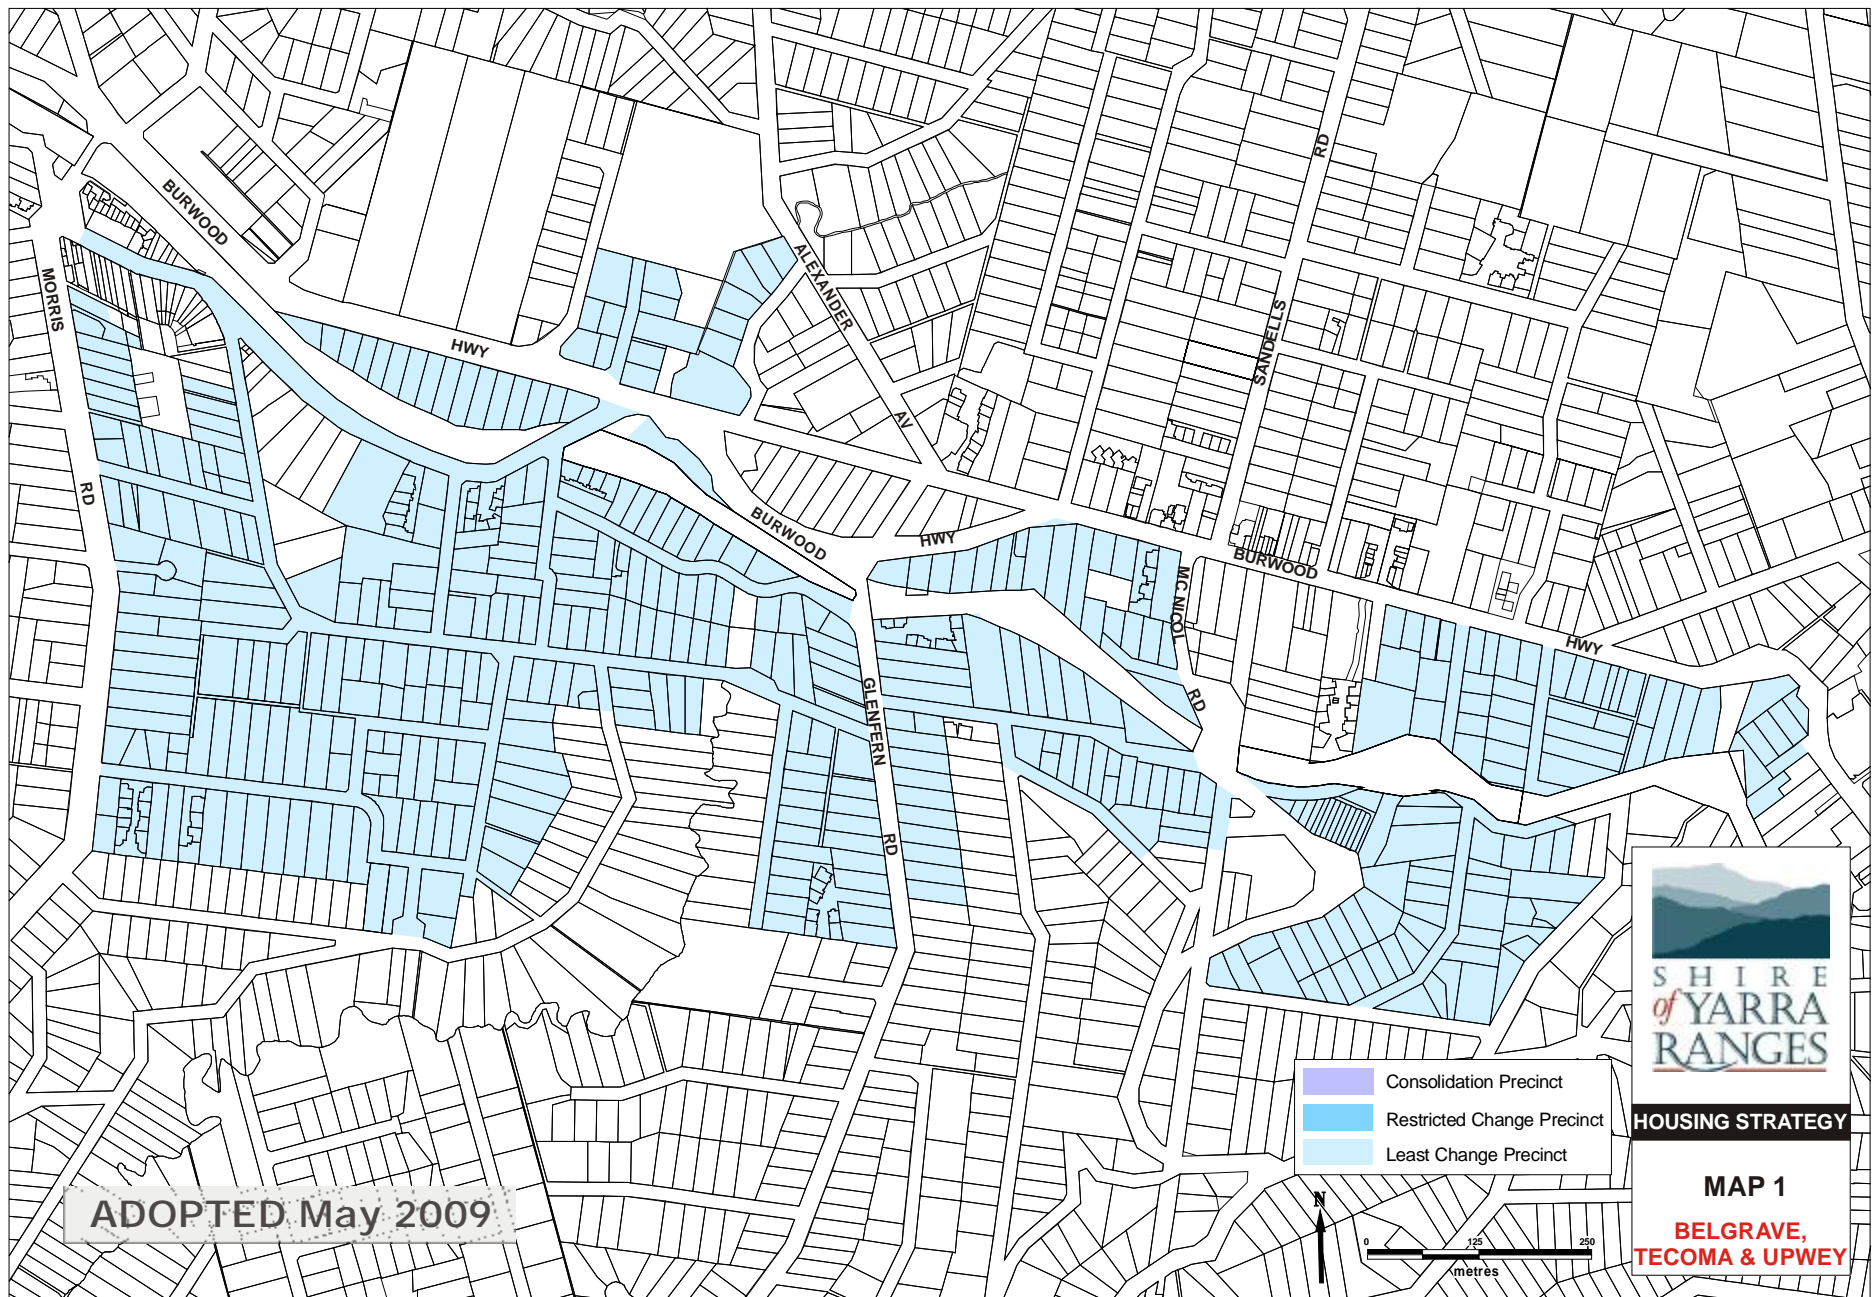 BURWOOD
HWY
MORRIS
RD
ALEXANDER
AV
RD
SANDELLS
BURWOOD
HWY
BURWOOD
HWY
MC NICOL
RD
GLENFERN
RD
Consolidation Precinct
Restricted Change Precinct
Least Change Precinct
N
0 125 250
metres
SHIRE
of YARRA
RANGES
HOUSING STRATEGY
MAP 1
BELGRAVE,
TECOMA & UPWEY
ADOPTED May 2009